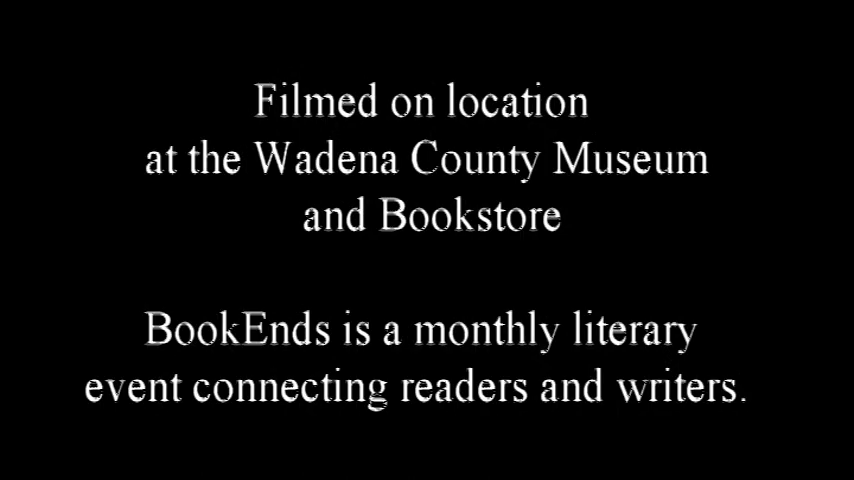 Filmed on location
at the Wadena County Museum
and Bookstore
BookEnds is a monthly literary
event connecting readers and writers.